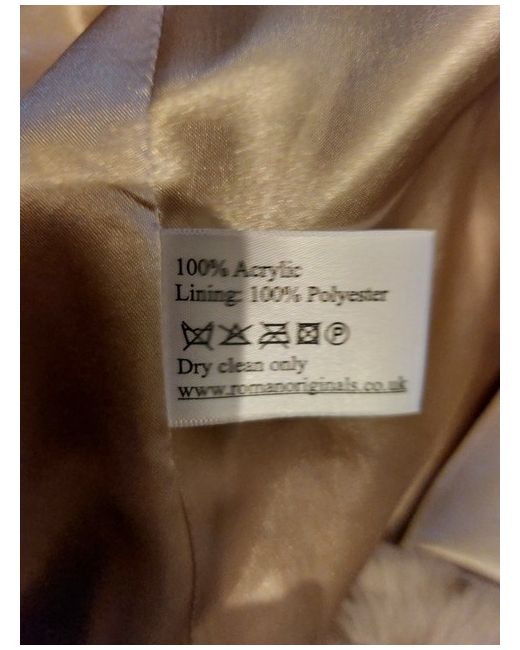 100% Acrylic
Lining: 100% Polyester
P
Dry clean only
www.romanoriginals.co.uk